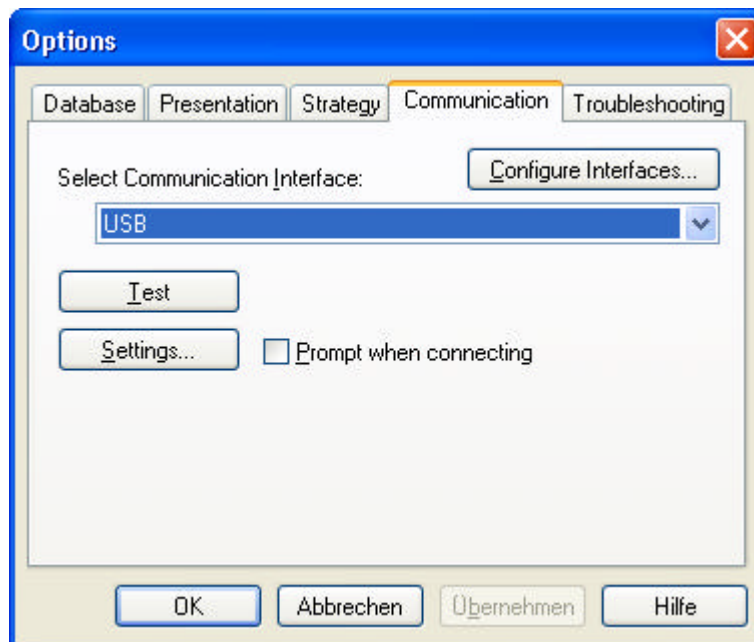 Options
Database Presentation Strategy Communication Troubleshooting
Select Communication Interface: Configure Interfaces...
USB
Test
Settings... Prompt when connecting
OK Abbrechen Übernehmen Hilfe